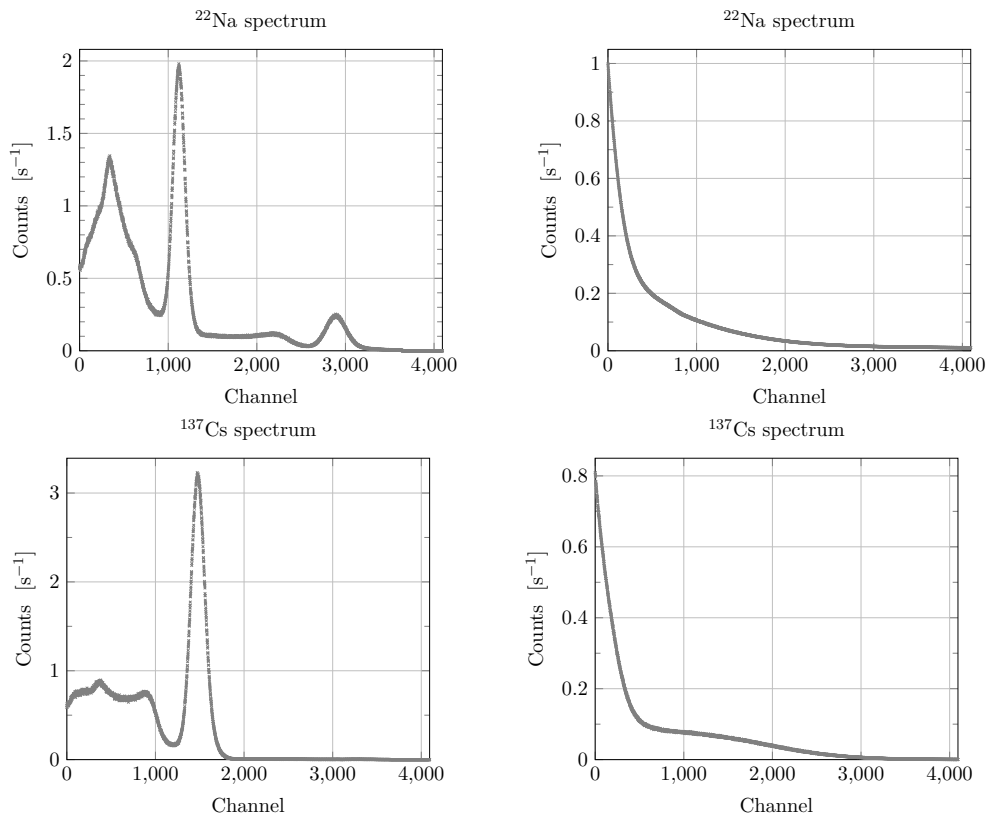 ²²Na spectrum
2
1.5
1
0.5
0
Counts [s⁻¹]
0 1,000 2,000 3,000 4,000
Channel
²²Na spectrum
1
0.8
0.6
0.4
0.2
0
Counts [s⁻¹]
0 1,000 2,000 3,000 4,000
Channel
¹³⁷Cs spectrum
3
2
1
0
Counts [s⁻¹]
0 1,000 2,000 3,000 4,000
Channel
¹³⁷Cs spectrum
0.8
0.6
0.4
0.2
0
Counts [s⁻¹]
0 1,000 2,000 3,000 4,000
Channel